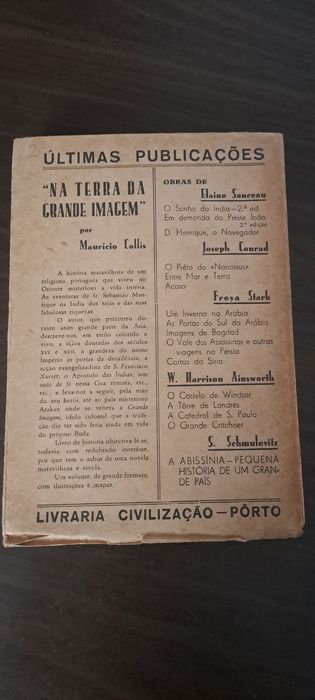 ÚLTIMAS PUBLICAÇÕES
"NA TERRA DA
GRANDE IMAGEM"
por
Maurício Collis
A história maravilhosa de um
religioso português que viveu no
Oriente misterioso a vida inteira.
As aventuras de fr. Sebastião Man-
rique na Índia dos rajás e das suas
fabulosas riquezas.
O autor, que percorreu du-
rante anos grande parte da Ásia,
descreve-nos, em estilo colorido e
vivo, a «Goa dourada» dos séculos
XVI e XVII, a grandeza do nosso
Império às portas da decadência, a
acção evangelizadora de S. Francisco
Xavier, o Apóstolo das Índias, um
auto de fé nessa Goa remota, etc.,
etc., e leva-nos a seguir, pela mão
do seu herói, até ao país misterioso
Arakan onde se venera a Grande
Imagem, ídolo colossal que a tradi-
ção diz ter sido feita ainda em vida
do próprio Buda.
Livro de história objectiva lê-se,
todavia, com redobrado interêsse,
por que tem o sabor de uma novela
maravilhosa e vivida.
Um volume, de grande formato,
com ilustrações e mapas.
OBRAS DE
Elaine Sanceau
O Sonho da Índia — 2.ª ed.
Em demanda do Preste João
2.ª edição
D. Henrique, o Navegador
Joseph Conrad
O Prêto do «Narcissus»
Entre Mar e Terra
Acaso
Freya Stark
Um Inverno na Arábia
Às Portas do Sul da Arábia
Imagens de Bagdad
O Vale dos Assassinos e outras
viagens na Pérsia
Cartas da Síria
W. Harrison Ainsworth
O Castelo de Windsor
A Tôrre de Londres
A Catedral de S. Paulo
O Grande Critchner
S. Schmulevitz
A ABISSÍNIA — PEQUENA
HISTÓRIA DE UM GRAN-
DE PAÍS
LIVRARIA CIVILIZAÇÃO — PÔRTO